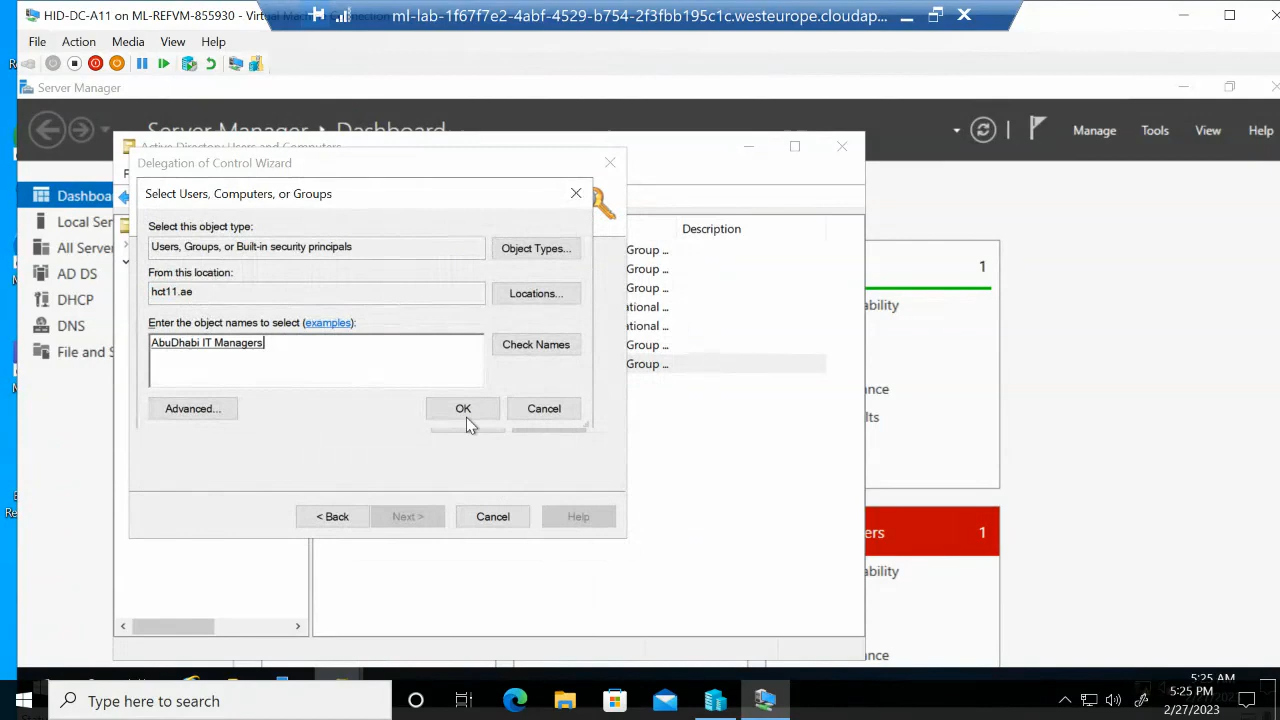 HID-DC-A11 on ML-REFVM-855930 - Virtual Machine Connection
ml-lab-1f67f7e2-4abf-4529-b754-2f3fbb195c1c.westeurope.cloudap...
File Action Media View Help
Server Manager
Server Manager • Dashboard
Manage Tools View Help
Active Directory Users and Computers
Delegation of Control Wizard
Select Users, Computers, or Groups
Dashboa
Local Ser
All Server
AD DS
DHCP
DNS
File and S
Select this object type:
Users, Groups, or Built-in security principals
Object Types...
From this location:
hct11.ae
Locations...
Enter the object names to select (examples):
AbuDhabi IT Managers
Check Names
Advanced...
OK
Cancel
< Back
Next >
Cancel
Help
Description
Group ...
Group ...
Group ...
ational ...
ational ...
Group ...
Group ...
1
ability
ance
lts
ers 1
ability
ance
5:25 AM
Type here to search
5:25 PM
2/27/2023